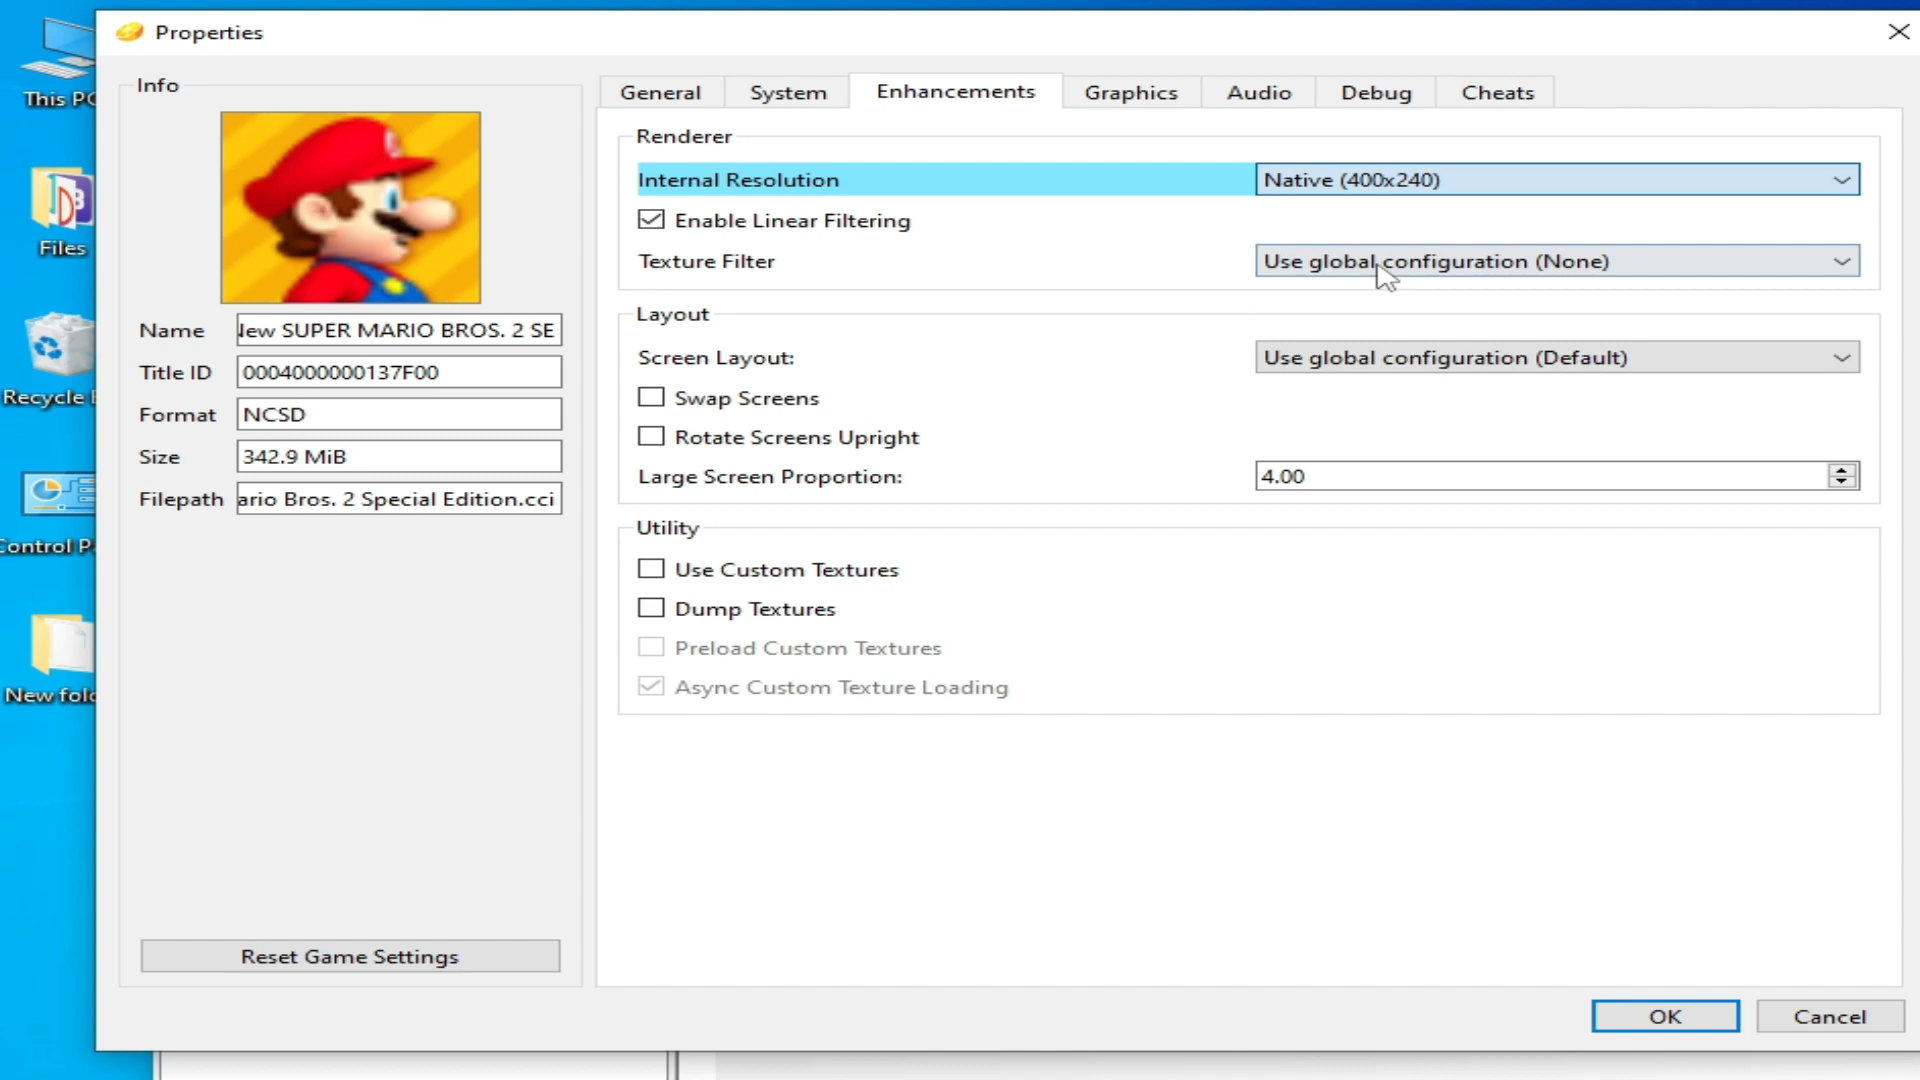 Properties
This PC
Files
Recycle
Control P
New fol
Info
Name
New SUPER MARIO BROS. 2 SE
Title ID
0004000000137F00
Format
NCSD
Size
342.9 MiB
Filepath
ario Bros. 2 Special Edition.cci
Reset Game Settings
General
System
Enhancements
Graphics
Audio
Debug
Cheats
Renderer
Internal Resolution
Native (400x240)
Enable Linear Filtering
Texture Filter
Use global configuration (None)
Layout
Screen Layout:
Use global configuration (Default)
Swap Screens
Rotate Screens Upright
Large Screen Proportion:
4.00
Utility
Use Custom Textures
Dump Textures
Preload Custom Textures
Async Custom Texture Loading
OK
Cancel